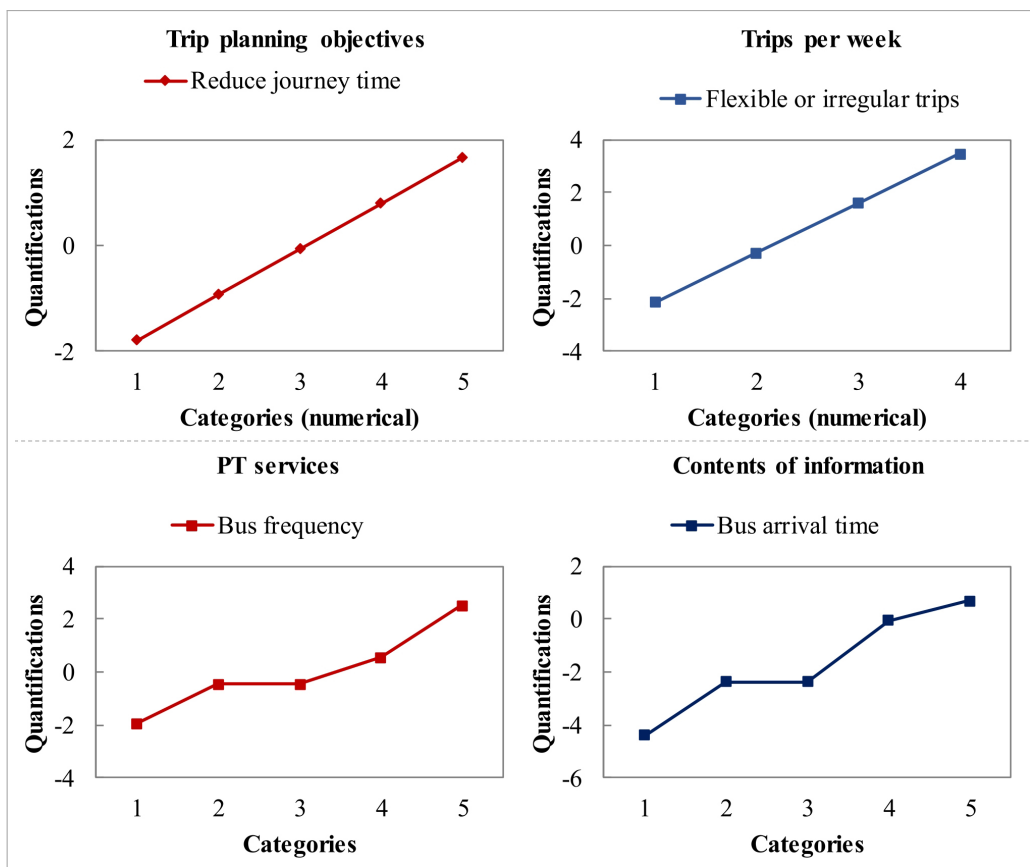 Trip planning objectives
Reduce journey time
Quantifications
2
0
-2
1 2 3 4 5
Categories (numerical)
Trips per week
Flexible or irregular trips
Quantifications
4
2
0
-2
-4
1 2 3 4
Categories (numerical)
PT services
Bus frequency
Quantifications
4
2
0
-2
-4
1 2 3 4 5
Categories
Contents of information
Bus arrival time
Quantifications
2
0
-2
-4
-6
1 2 3 4 5
Categories